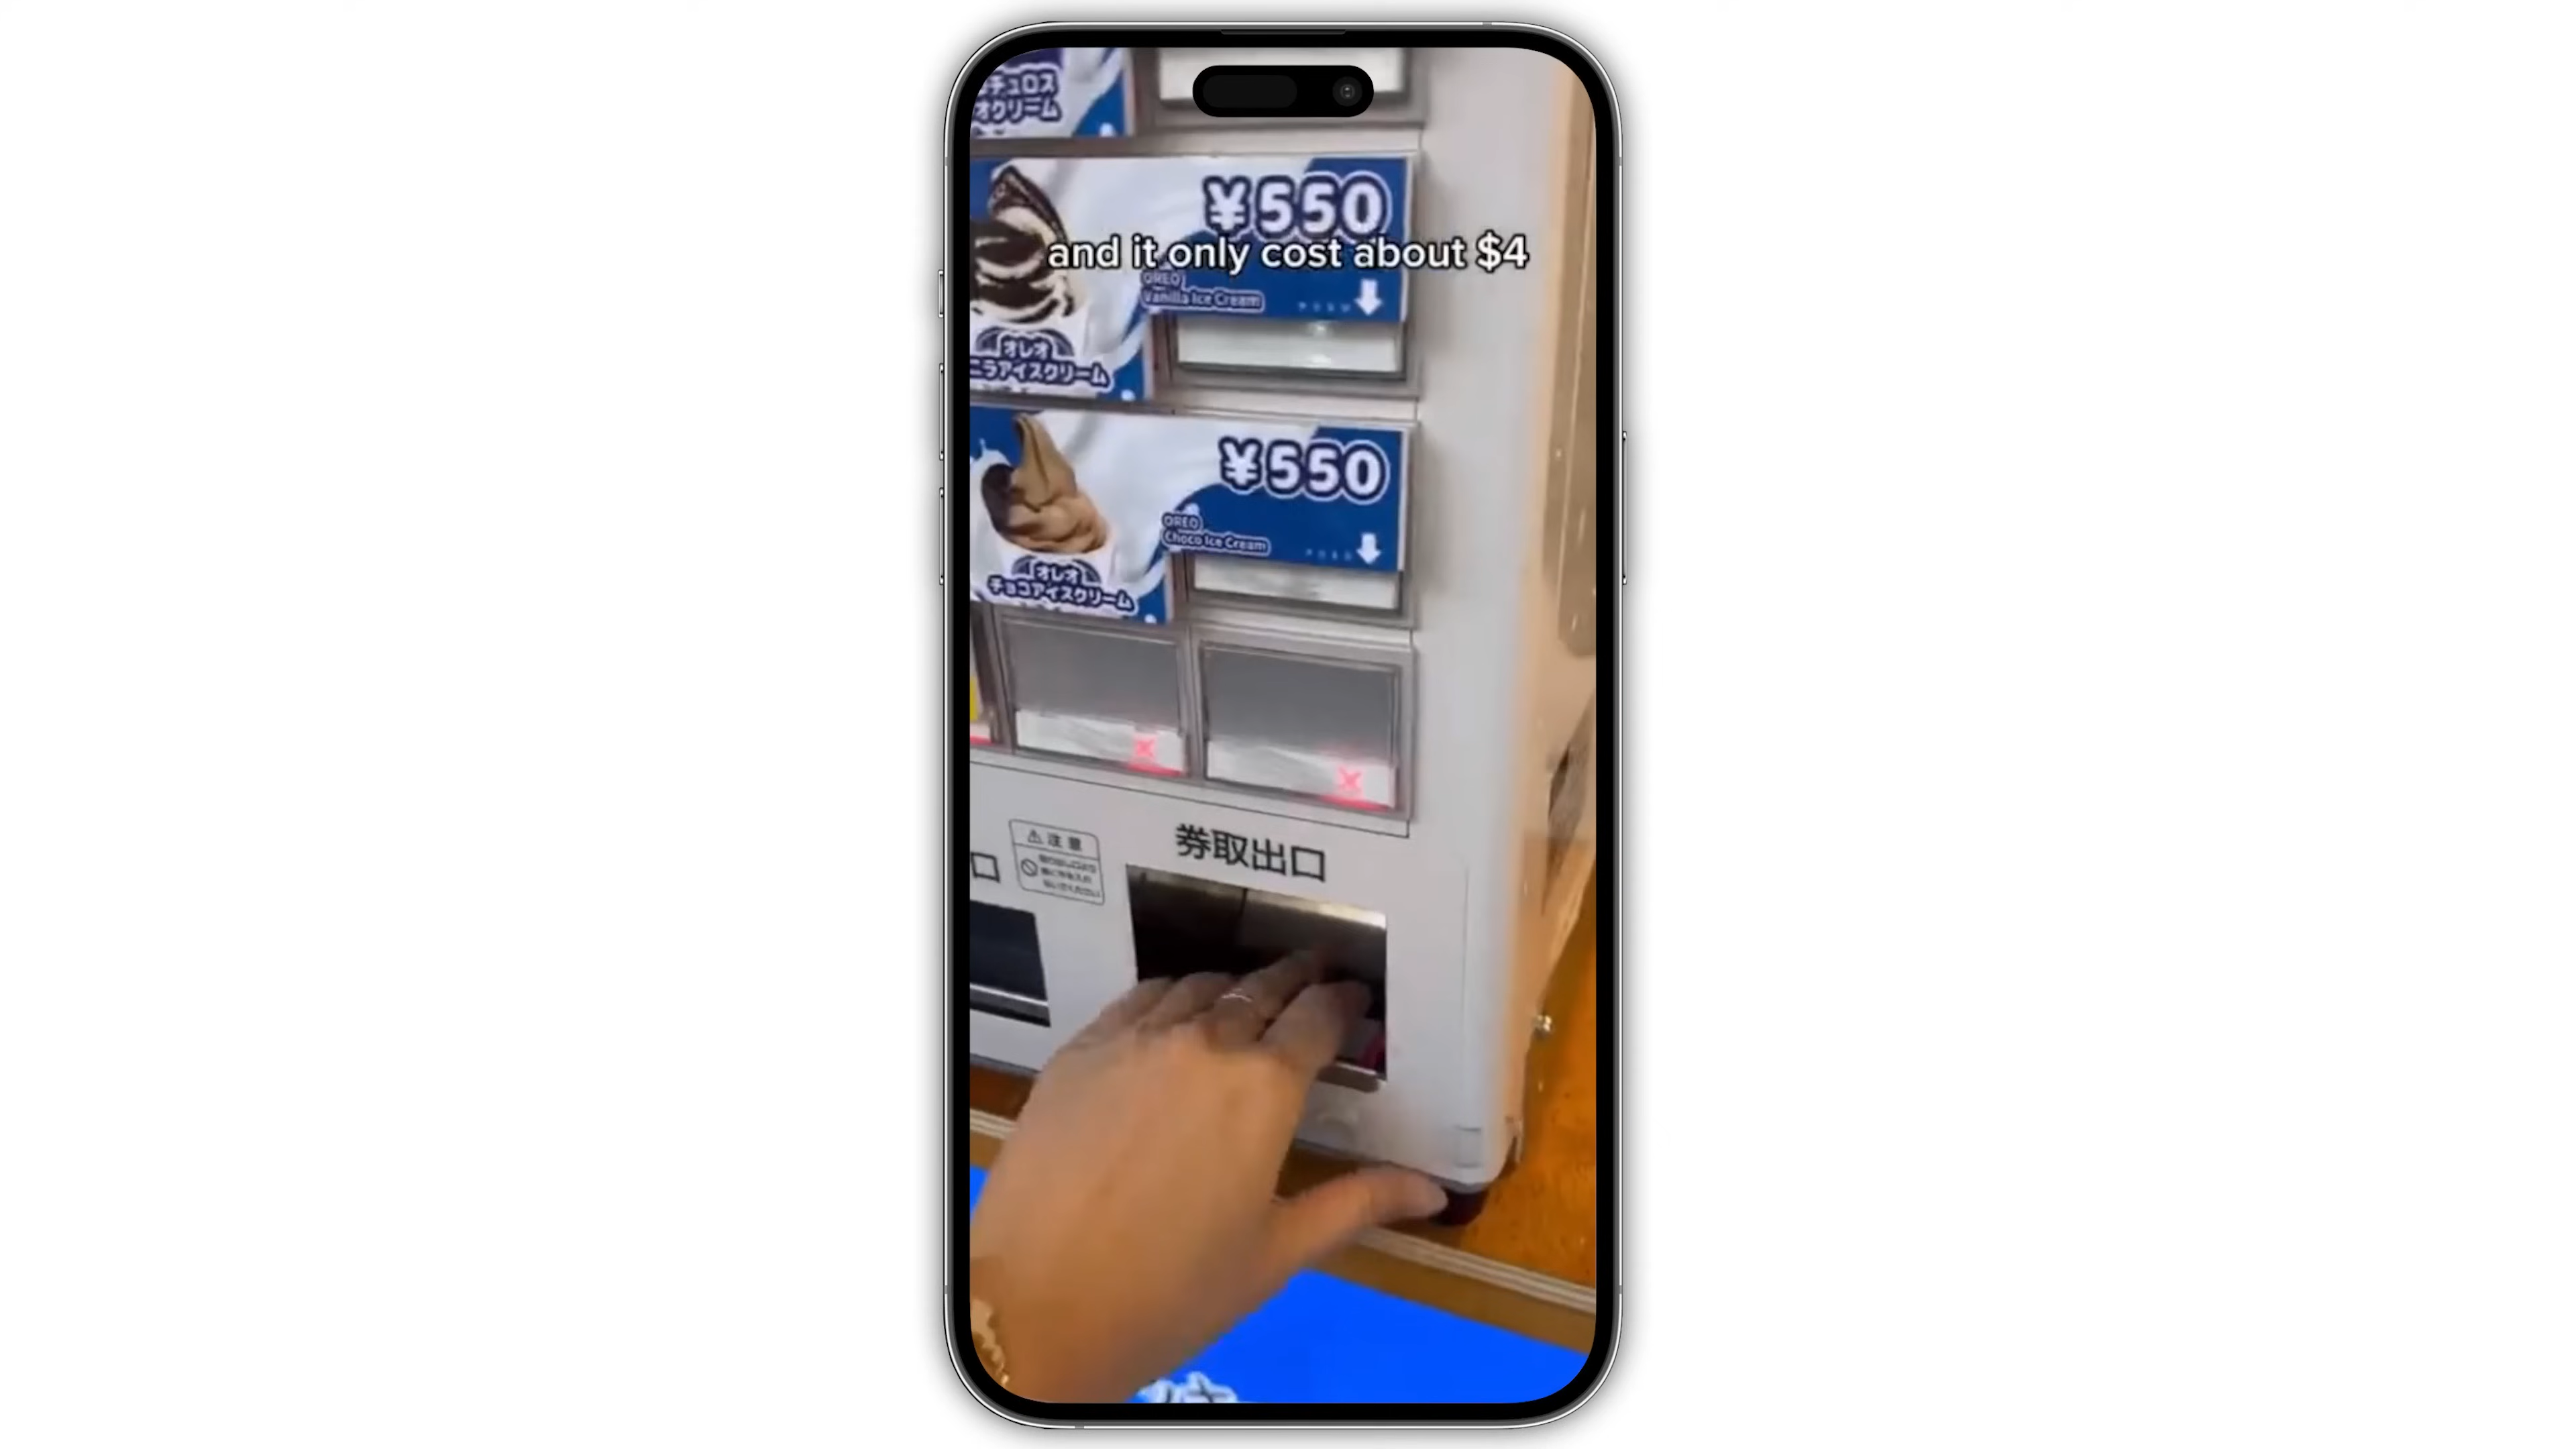 チュロス
オクリーム
¥550
and it only cost about $4
OREO
Vanilla Ice Cream
オレオ
ニラアイスクリーム
¥550
OREO
Choco Ice Cream
オレオ
チョコアイスクリーム
口
⚠注意
券取出口